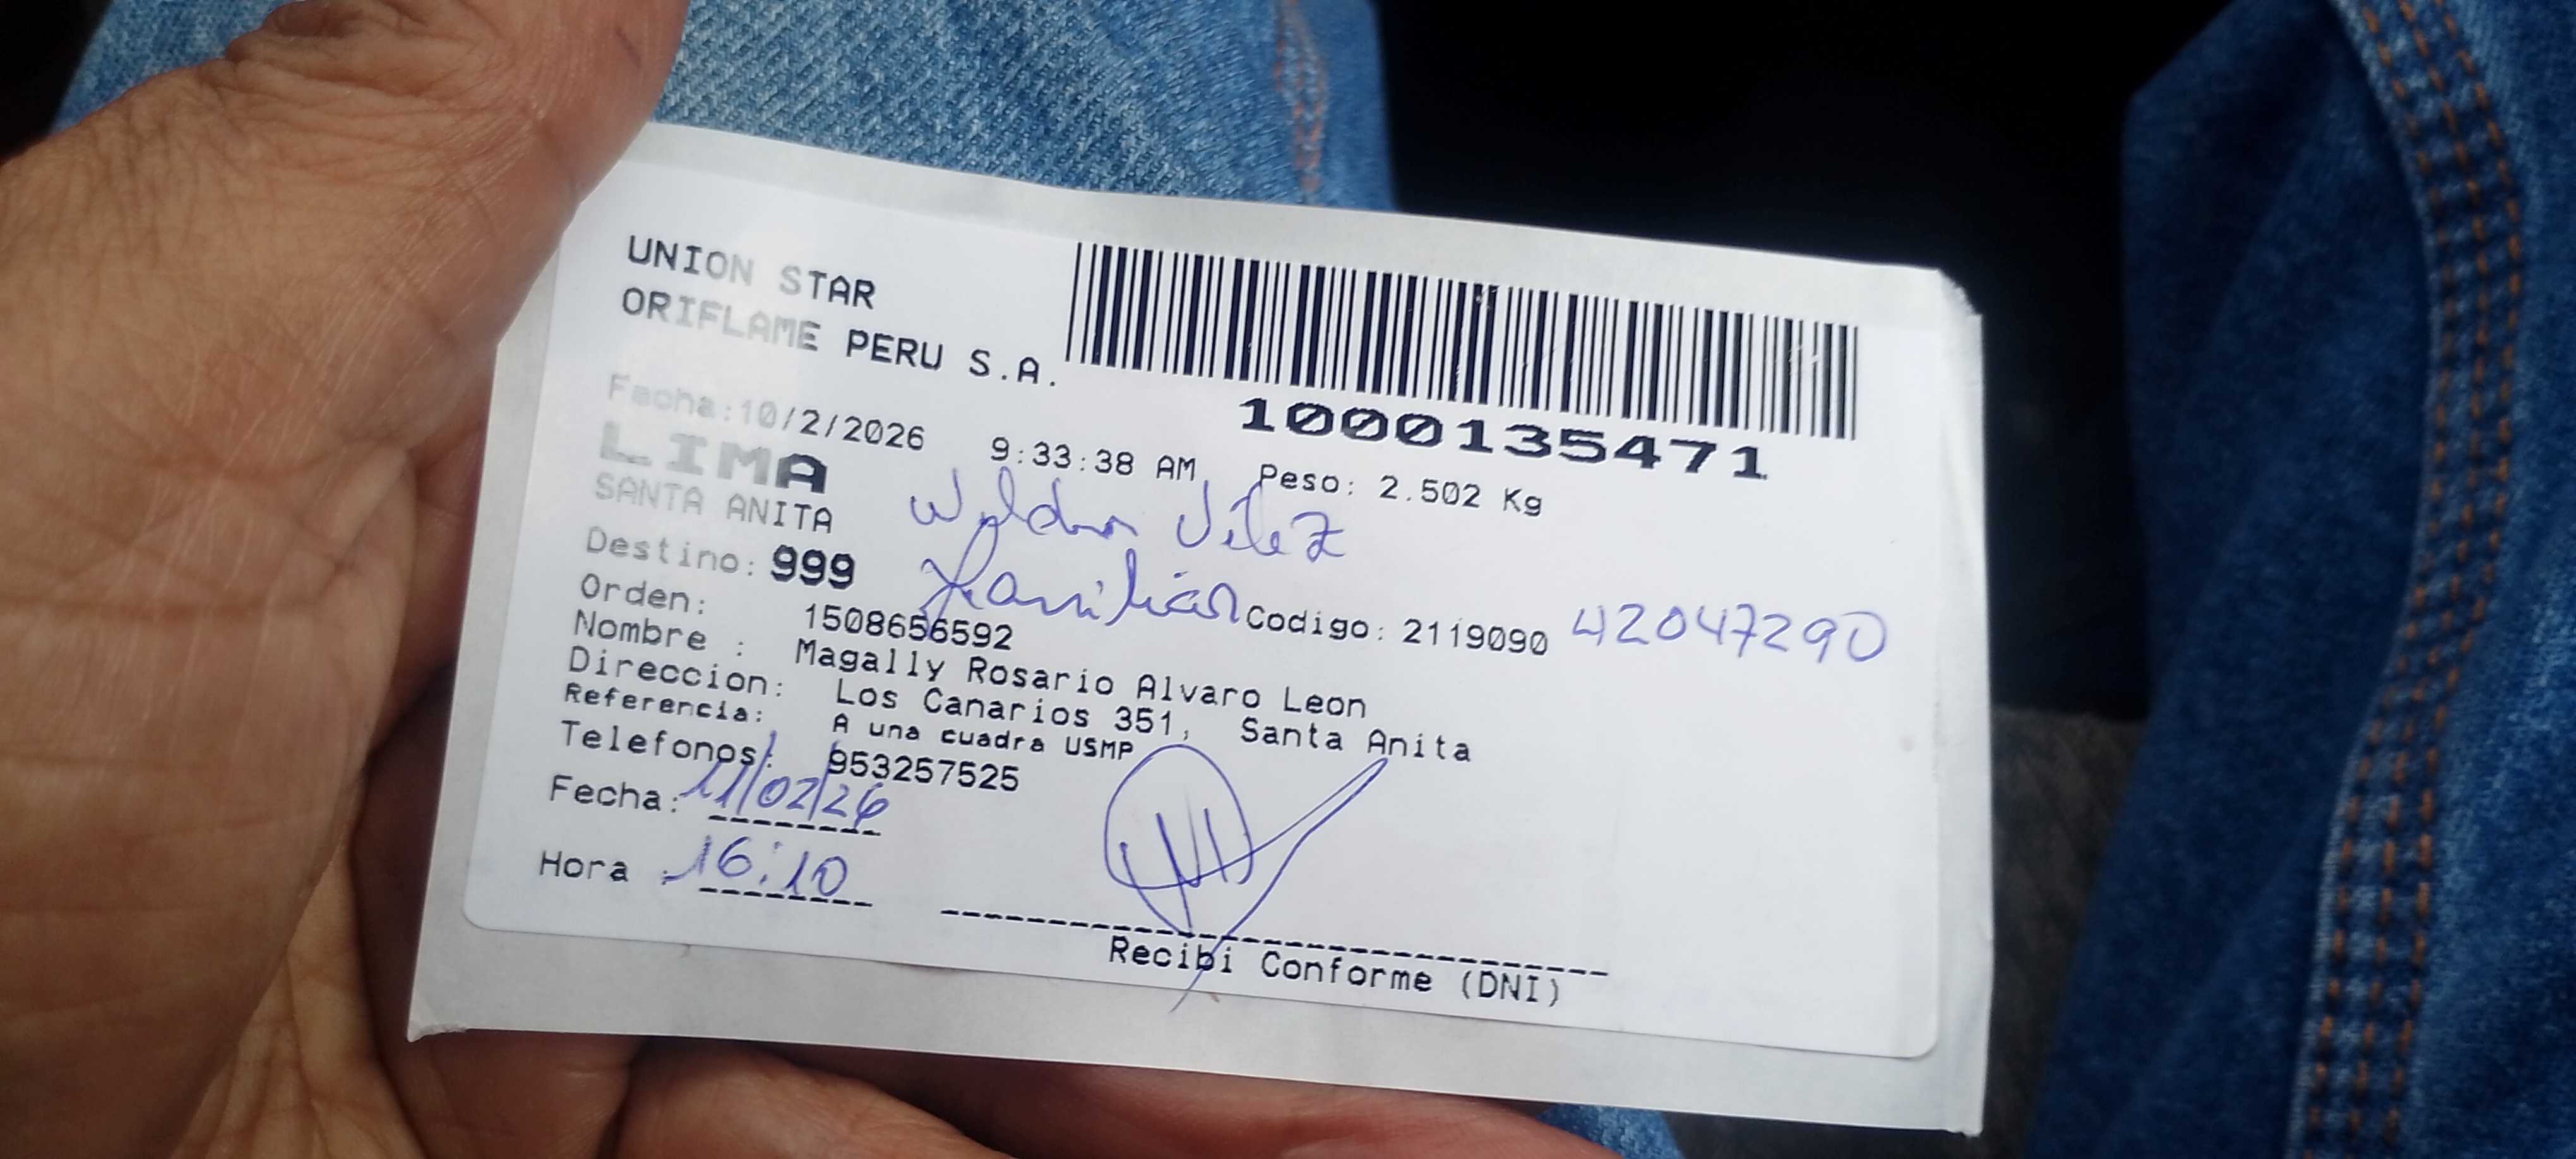 UNION STAR
ORIFLAME PERU S.A.
1000135471
Fecha:10/2/2026 9:33:38 AM Peso: 2.502 Kg
LIMA
SANTA ANITA
Vilez
Destino: 999
Familiar
Orden: 1508656592 Codigo: 2119090 42047290
Nombre : Magally Rosario Alvaro Leon
Direccion: Los Canarios 351, Santa Anita
Referencia: A una cuadra USMP
Telefonos: 953257525
Fecha: 11/02/26
Hora : 16:10
Recibi Conforme (DNI)